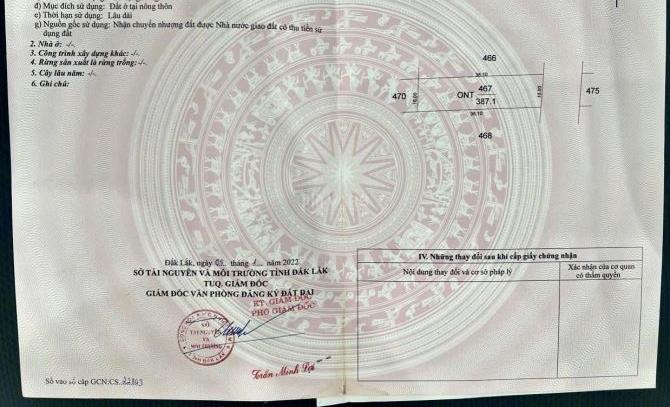 d) Mục đích sử dụng: Đất ở tại nông thôn
e) Thời hạn sử dụng: Lâu dài
g) Nguồn gốc sử dụng: Nhận chuyển nhượng đất được Nhà nước giao đất có thu tiền sử
dụng đất
2. Nhà ở: -/-
3. Công trình xây dựng khác: -/-
4. Rừng sản xuất là rừng trồng: -/-
5. Cây lâu năm: -/-
6. Ghi chú:
466
470
ONT
467
387.1
475
468
Đắk Lắk, ngày tháng năm 2022
SỞ TÀI NGUYÊN VÀ MÔI TRƯỜNG TỈNH ĐẮK LẮK
TUQ. GIÁM ĐỐC
GIÁM ĐỐC VĂN PHÒNG ĐĂNG KÝ ĐẤT ĐAI
KT. GIÁM ĐỐC
PHÓ GIÁM ĐỐC
SỞ
TÀI NGUYÊN
VÀ
MÔI TRƯỜNG
Trần Minh
Số vào sổ cấp GCN:CS.
IV. Những thay đổi sau khi cấp giấy chứng nhận
Nội dung thay đổi và cơ sở pháp lý
Xác nhận của cơ quan
có thẩm quyền